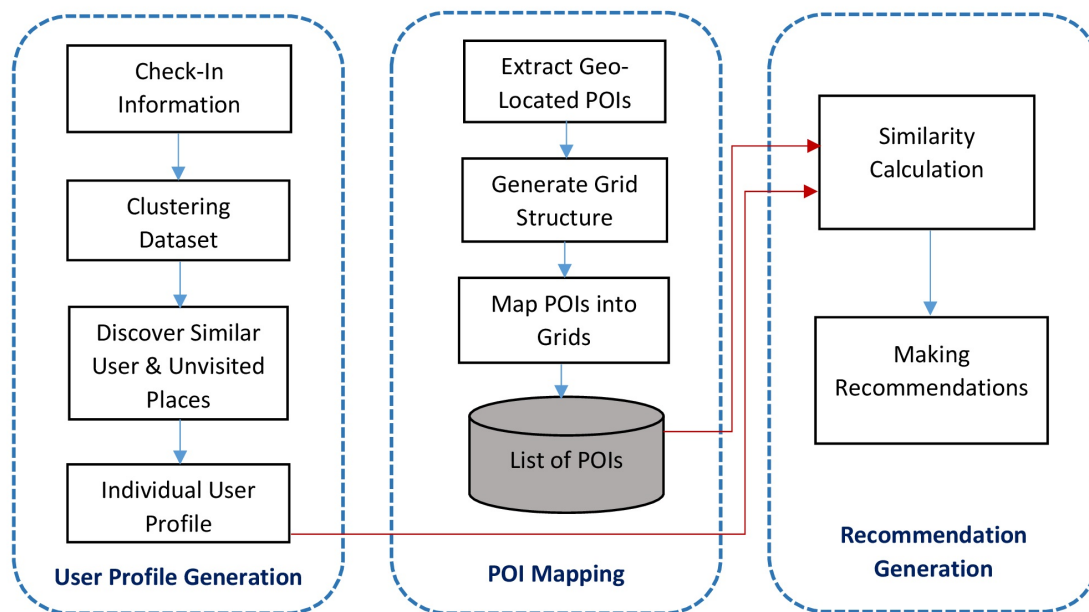 Check-In
Information
Clustering
Dataset
Discover Similar
User & Unvisited
Places
Individual User
Profile
User Profile Generation
Extract Geo-
Located POIs
Generate Grid
Structure
Map POIs into
Grids
List of POIs
POI Mapping
Similarity
Calculation
Making
Recommendations
Recommendation
Generation